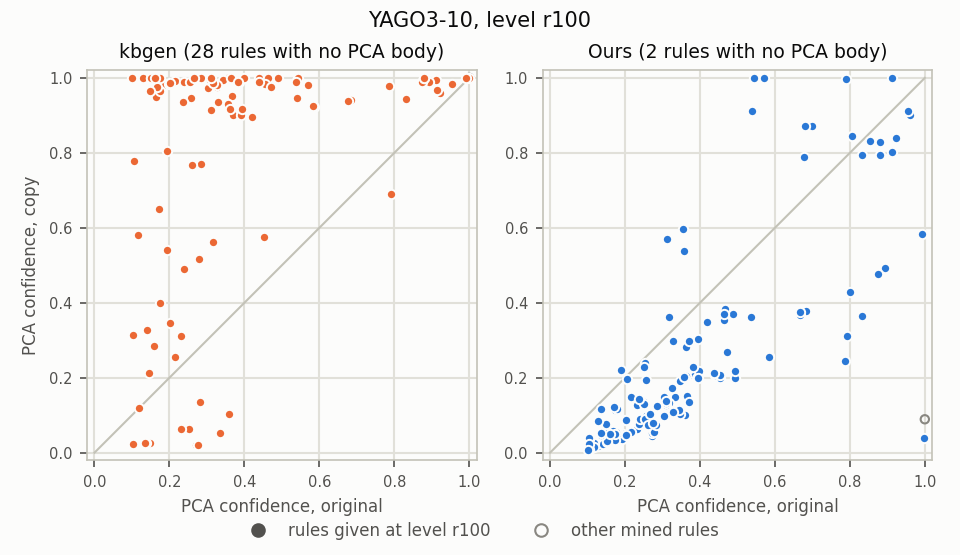 YAGO3-10, level r100
kbgen (28 rules with no PCA body)
Ours (2 rules with no PCA body)
PCA confidence, copy
1.0
0.8
0.6
0.4
0.2
0.0
0.0 0.2 0.4 0.6 0.8 1.0
PCA confidence, original
1.0
0.8
0.6
0.4
0.2
0.0
0.0 0.2 0.4 0.6 0.8 1.0
PCA confidence, original
rules given at level r100
other mined rules